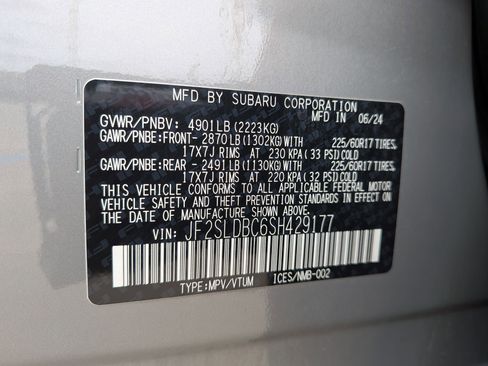 MFD BY SUBARU CORPORATION
GVWR/PNBV: 4901LB(2223KG) IN 06/24
GAWR/PNBE:FRONT- 2870LB(1302KG)WITH 225/60R17 TIRES,
17X7J RIMS AT 230 KPA(33 PSI)COLD
GAWR/PNBE:REAR - 2491LB(1130KG)WITH 225/60R17 TIRES,
17X7J RIMS AT 220 KPA(32 PSI)COLD
THIS VEHICLE CONFORMS TO ALL APPLICABLE FEDERAL MOTOR
VEHICLE SAFETY AND THEFT PREVENTION STANDARDS IN EFFECT ON THE
DATE OF MANUFACTURE SHOWN ABOVE.
VIN: JF2SLDBC6SH429177
TYPE:MPV/VTUM ICES/NMB-002